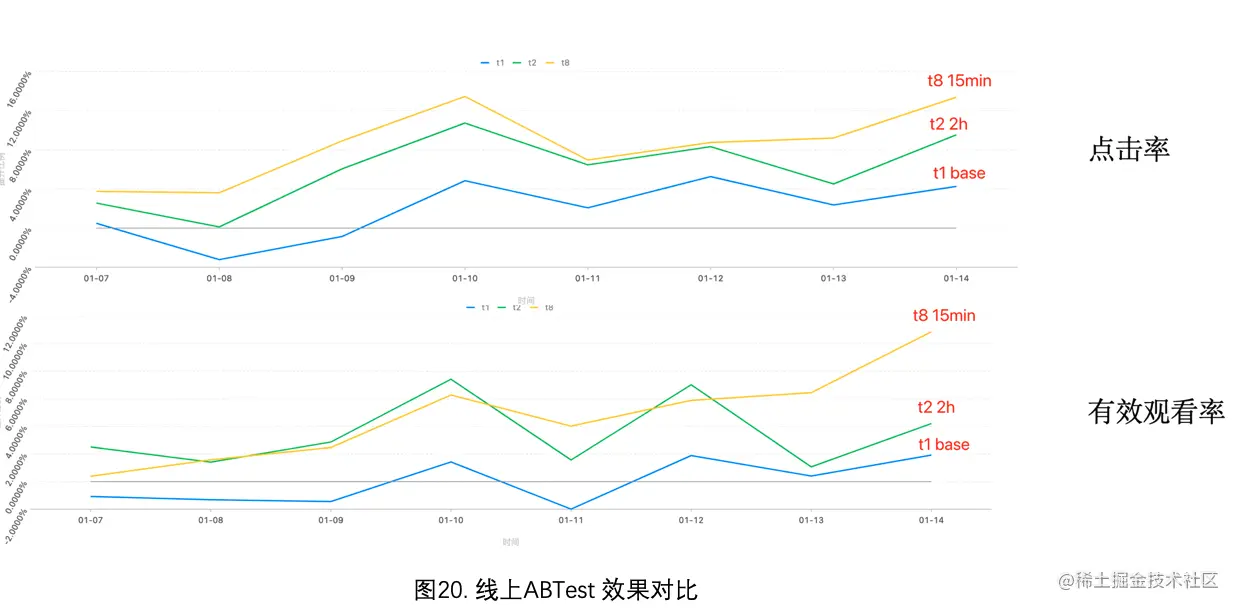 t1 t2 t8
16.0000%
12.0000%
8.0000%
4.0000%
0.0000%
-4.0000%
t8 15min
t2 2h
t1 base
点击率
01-07 01-08 01-09 01-10 01-11 01-12 01-13 01-14
时间
t1 t2 t8
12.0000%
10.0000%
8.0000%
6.0000%
4.0000%
2.0000%
0.0000%
-2.0000%
t8 15min
t2 2h
t1 base
有效观看率
01-07 01-08 01-09 01-10 01-11 01-12 01-13 01-14
时间
图20. 线上ABTest 效果对比
@稀土掘金技术社区